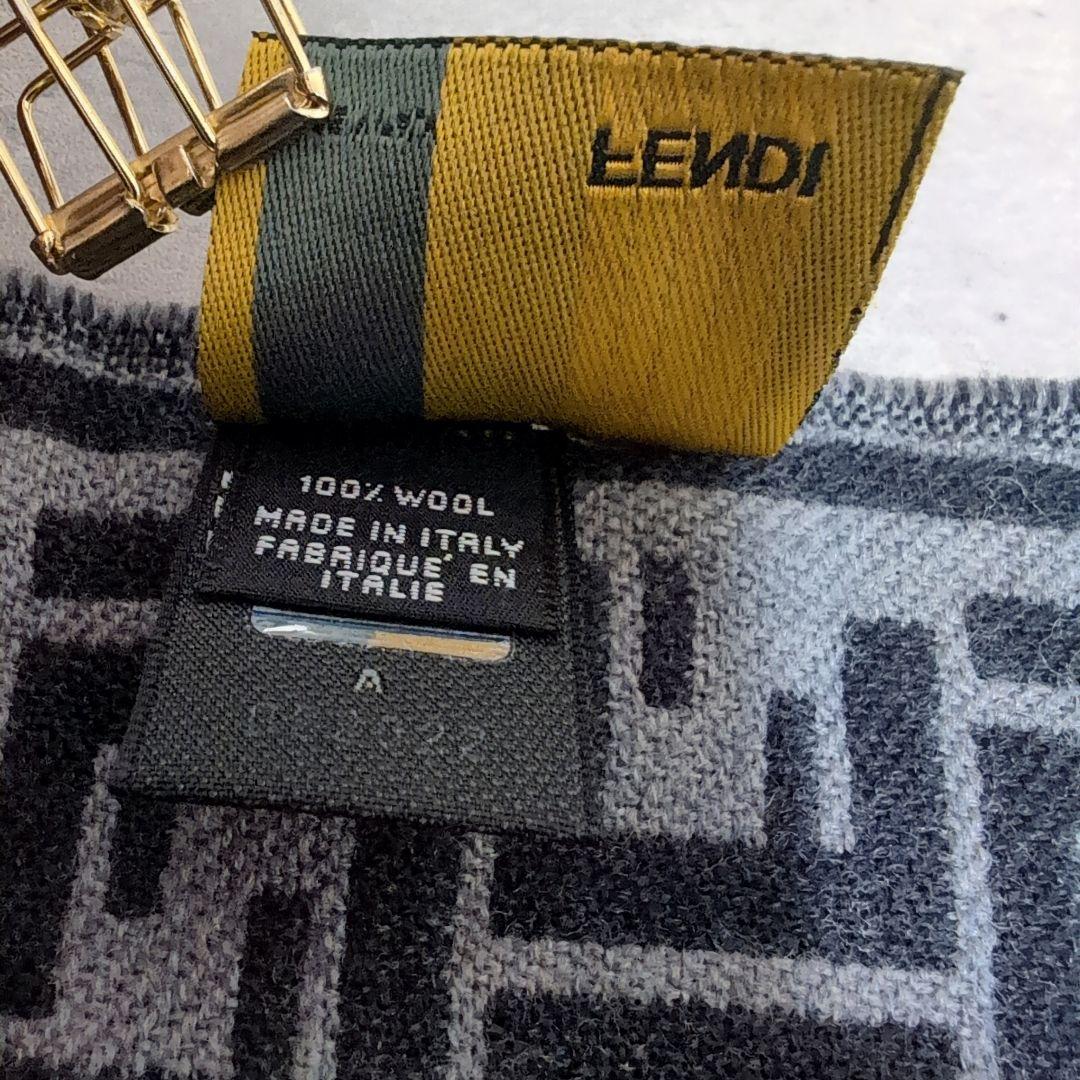 FENDI
100% WOOL
MADE IN ITALY
FABRIQUE EN
ITALIE
A